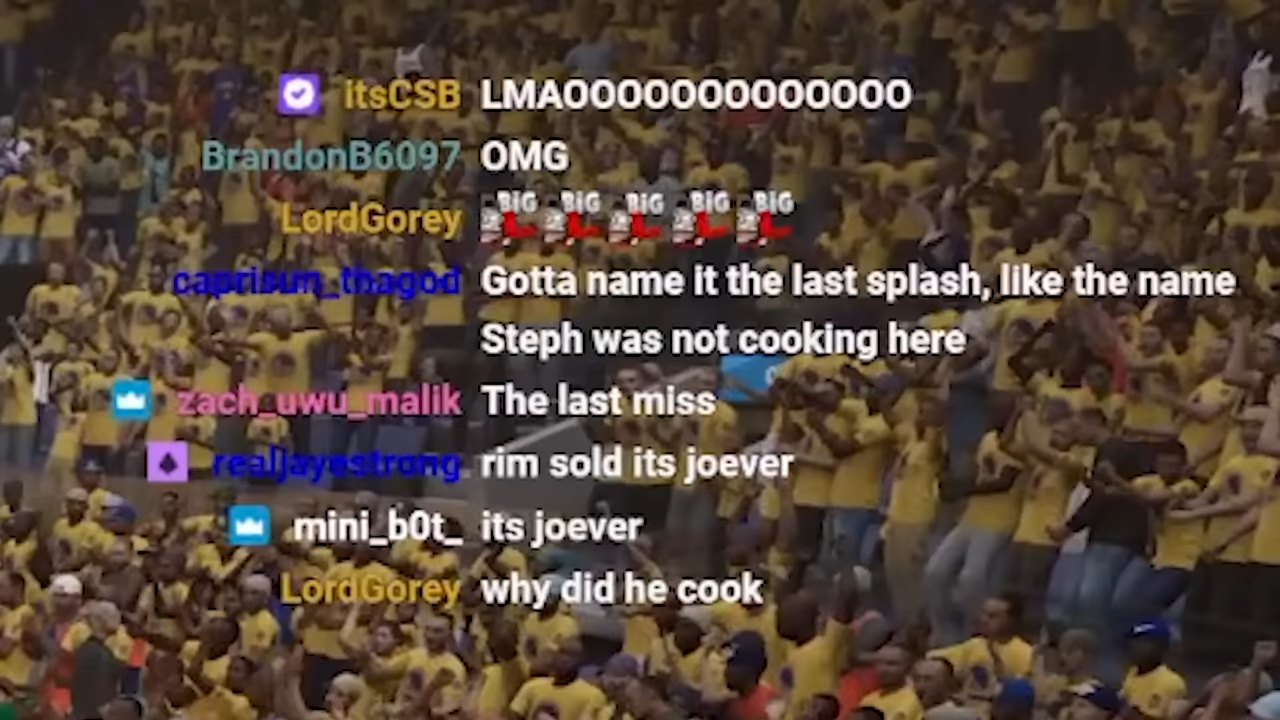 itsCSB LMAOOOOOOOOOOOOOO
BrandonB6097 OMG
LordGorey BiG BiG BiG BiG BiG
caprisun_thagod Gotta name it the last splash, like the name
Steph was not cooking here
zach_uwu_malik The last miss
realjayestrong rim sold its joever
mini_b0t_ its joever
LordGorey why did he cook